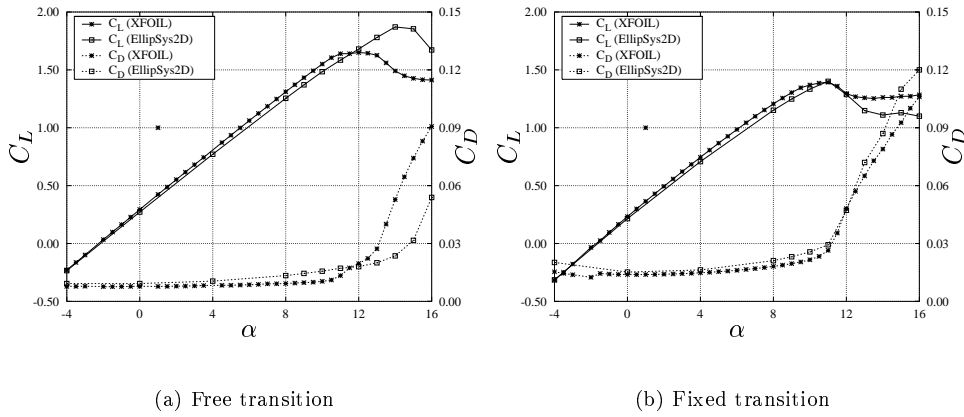 2.00
1.50
1.00
0.50
0.00
-0.50
C_L
0.15
0.12
0.09
0.06
0.03
0.00
C_D
-4 0 4 8 12 16
α
C_L (XFOIL)
C_L (EllipSys2D)
C_D (XFOIL)
C_D (EllipSys2D)
(a) Free transition
2.00
1.50
1.00
0.50
0.00
-0.50
C_L
0.15
0.12
0.09
0.06
0.03
0.00
C_D
-4 0 4 8 12 16
α
C_L (XFOIL)
C_L (EllipSys2D)
C_D (XFOIL)
C_D (EllipSys2D)
(b) Fixed transition